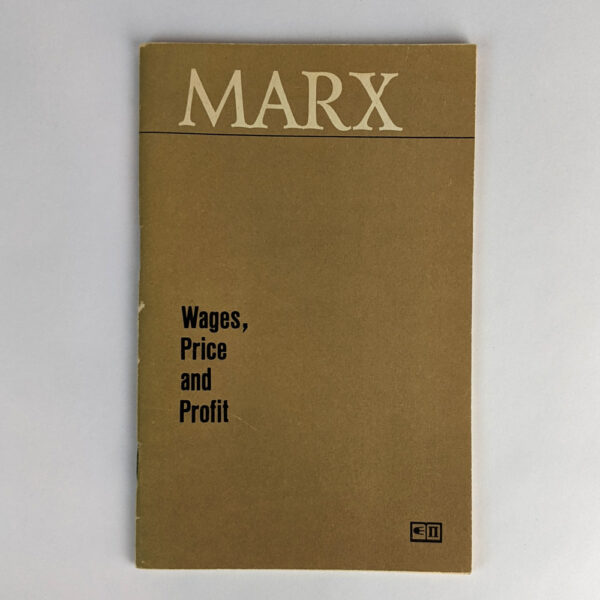 MARX
Wages,
Price
and
Profit
П